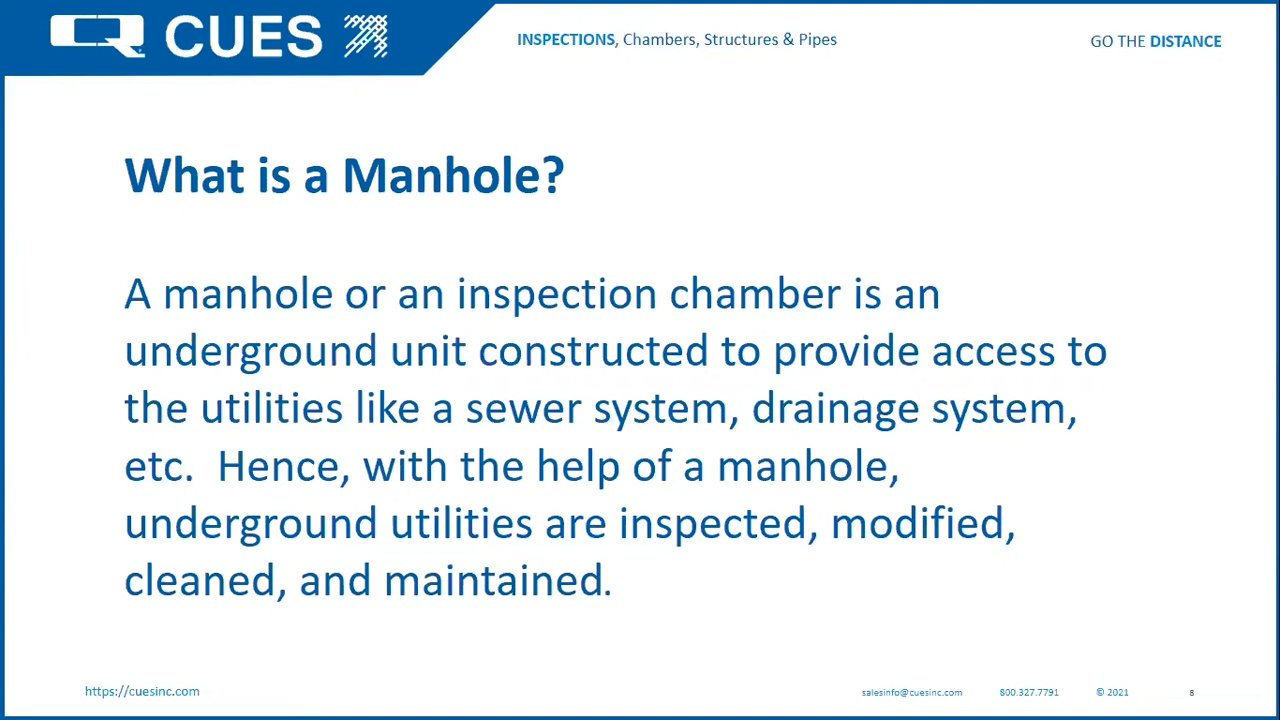 CUES
INSPECTIONS, Chambers, Structures & Pipes
GO THE DISTANCE
What is a Manhole?
A manhole or an inspection chamber is an
underground unit constructed to provide access to
the utilities like a sewer system, drainage system,
etc.  Hence, with the help of a manhole,
underground utilities are inspected, modified,
cleaned, and maintained.
https://cuesinc.com
salesinfo@cuesinc.com
800.327.7791
© 2021
8